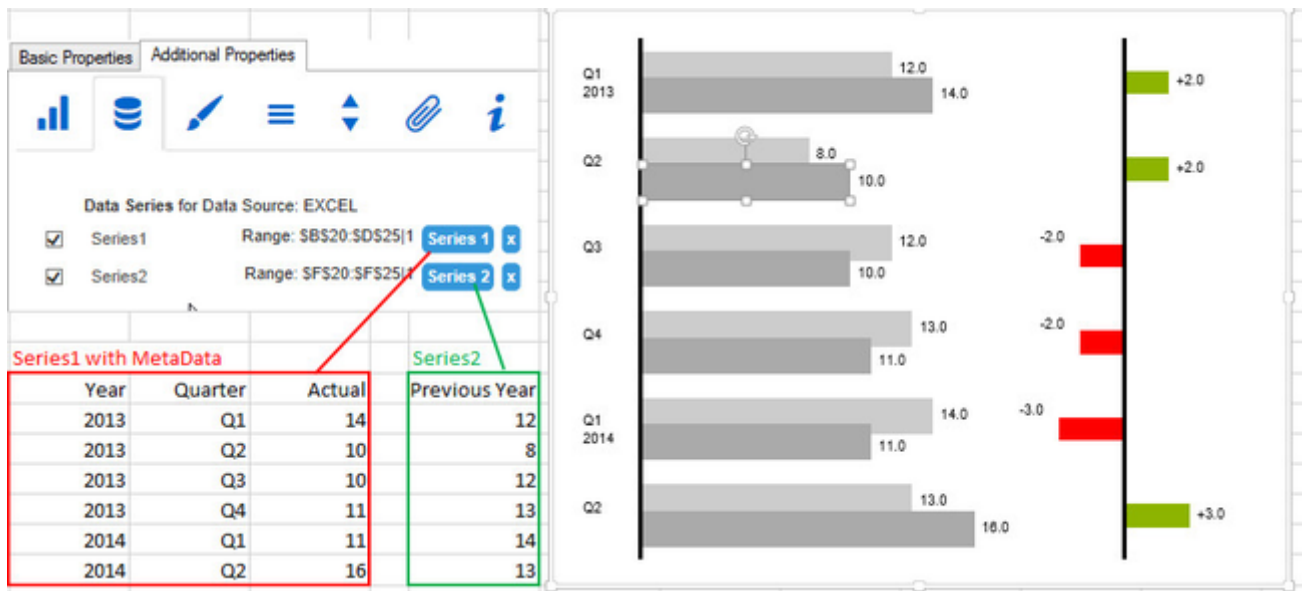 Basic Properties Additional Properties
Data Series for Data Source: EXCEL
Series1 Range: $B$20:$D$25|1 Series 1 x
Series2 Range: $F$20:$F$25|1 Series 2 x
Series1 with MetaData Series2
Year Quarter Actual Previous Year
2013 Q1 14 12
2013 Q2 10 8
2013 Q3 10 12
2013 Q4 11 13
2014 Q1 11 14
2014 Q2 16 13
Q1
2013
12.0
14.0
+2.0
Q2
8.0
10.0
+2.0
Q3
12.0
10.0
-2.0
Q4
13.0
11.0
-2.0
Q1
2014
14.0
11.0
-3.0
Q2
13.0
16.0
+3.0